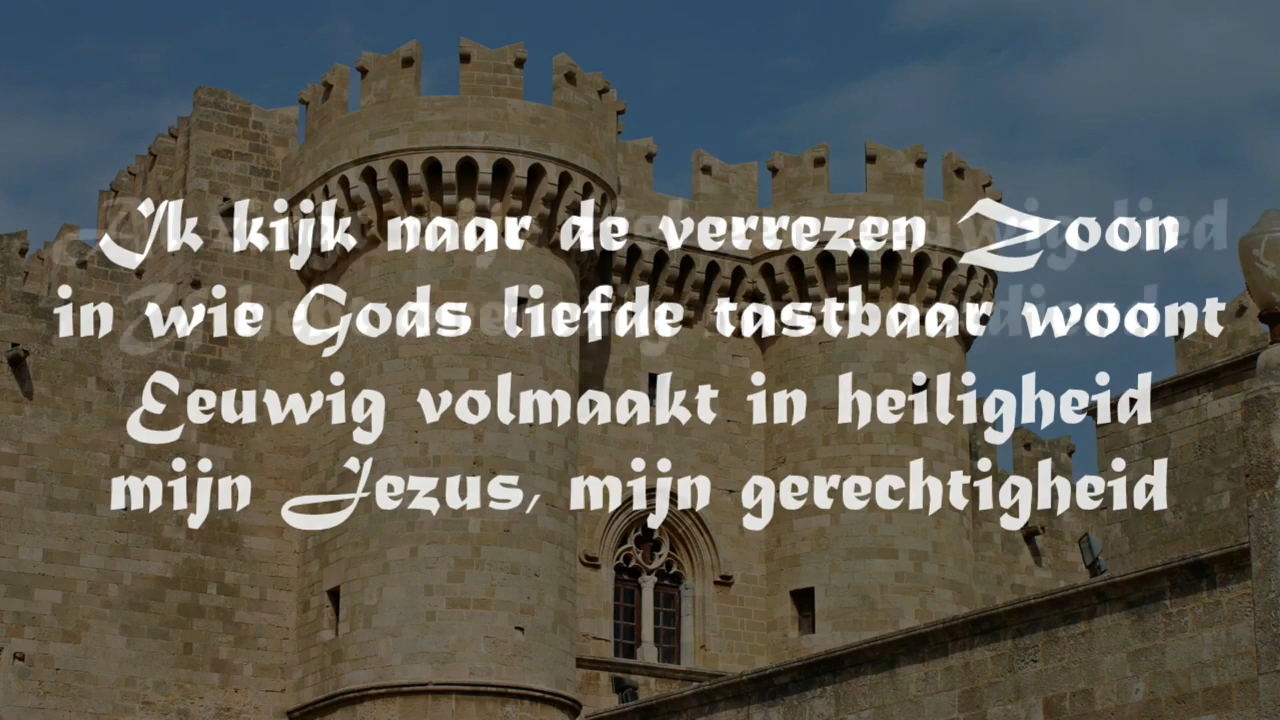 Ik kijk naar de verrezen Zoon
in wie Gods liefde tastbaar woont
Eeuwig volmaakt in heiligheid
mijn Jezus, mijn gerechtigheid